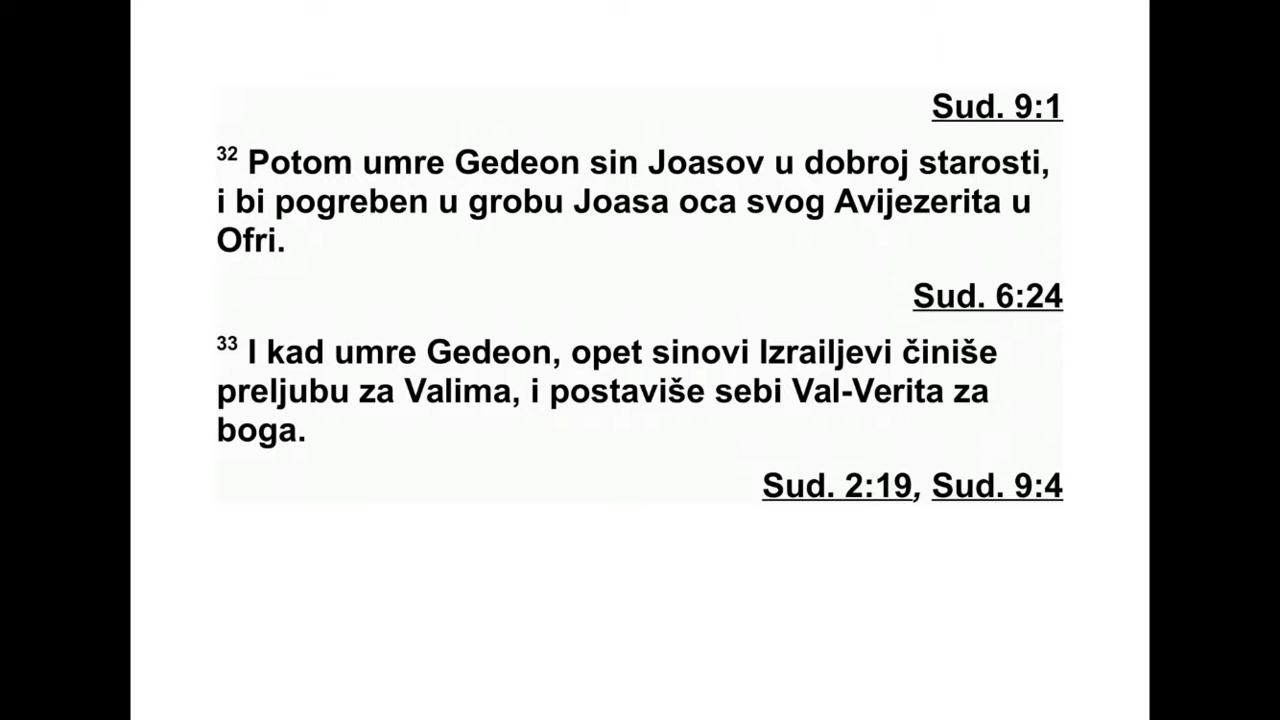 Sud. 9:1
32 Potom umre Gedeon sin Joasov u dobroj starosti,
i bi pogreben u grobu Joasa oca svog Avijezerita u
Ofri.
Sud. 6:24
33 I kad umre Gedeon, opet sinovi Izrailjevi činiše
preljubu za Valima, i postaviše sebi Val-Verita za
boga.
Sud. 2:19, Sud. 9:4